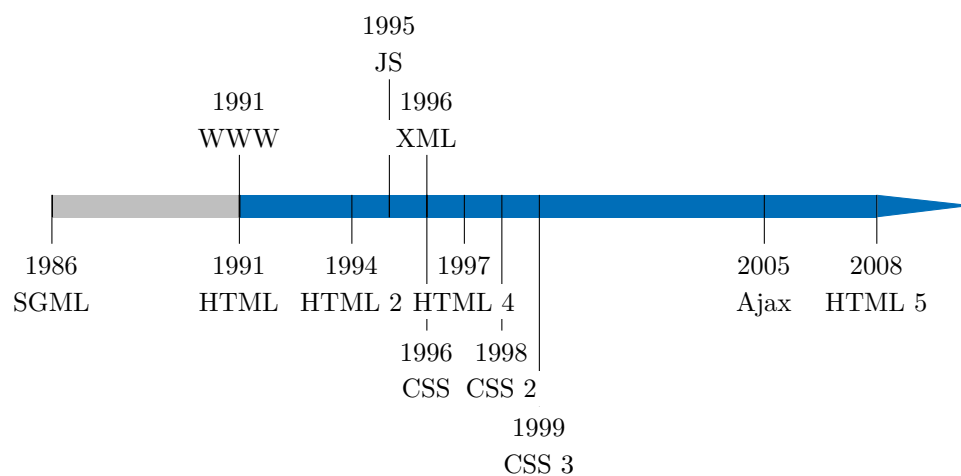 1995
JS
1991
WWW
1996
XML
1986
SGML
1991
HTML
1994
HTML 2
1997
HTML 4
2005
Ajax
2008
HTML 5
1996
CSS
1998
CSS 2
1999
CSS 3